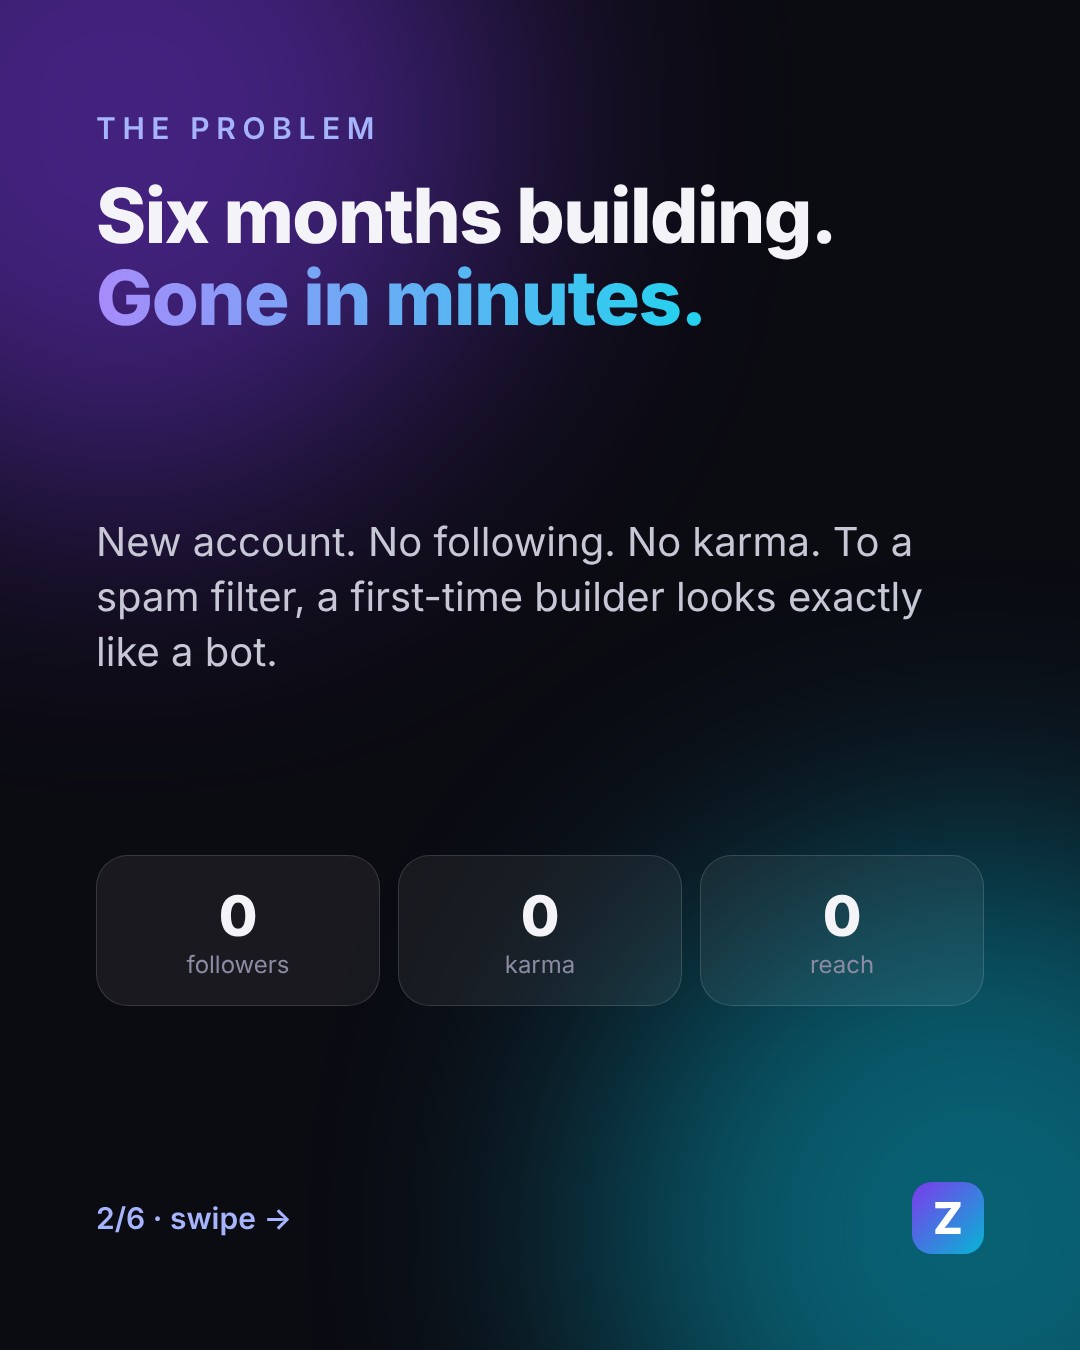 THE PROBLEM
Six months building.
Gone in minutes.
New account. No following. No karma. To a
spam filter, a first-time builder looks exactly
like a bot.
0
followers
0
karma
0
reach
2/6 · swipe →
Z